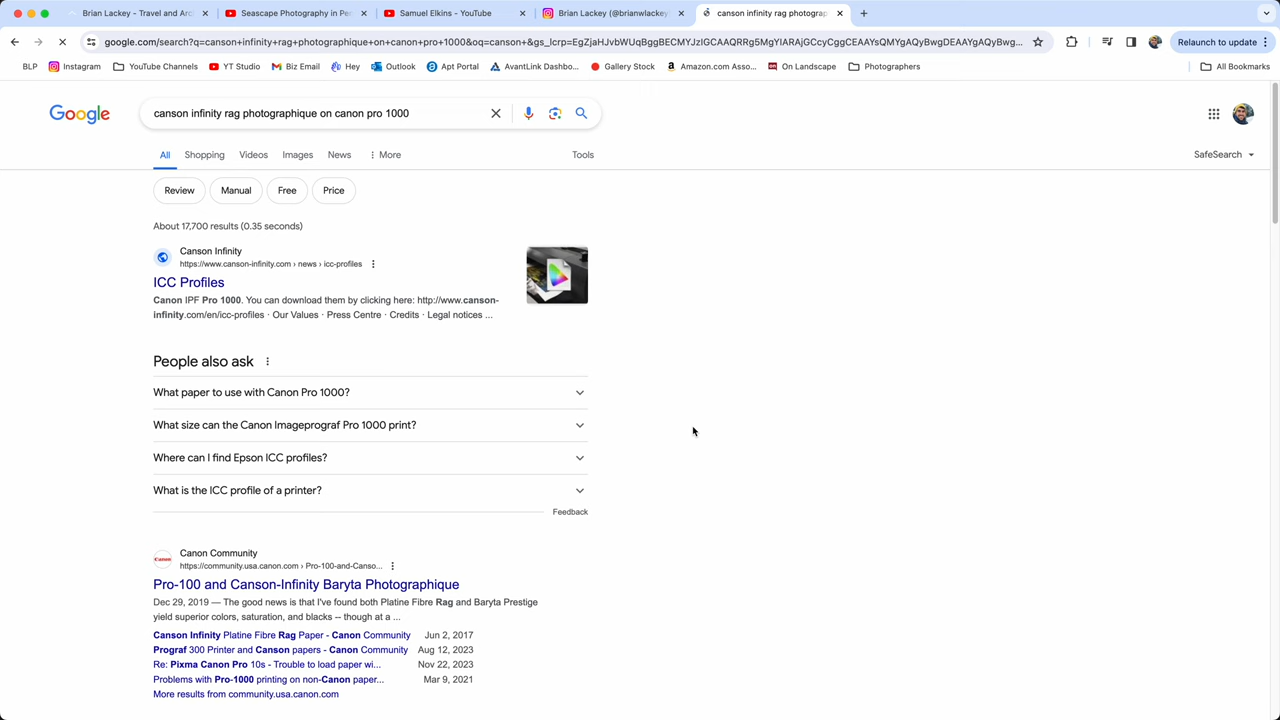 Brian Lackey - Travel and Arc
Seascape Photography in Pe
Samuel Elkins - YouTube
Brian Lackey (@brianwlackey
canson infinity rag photograp
google.com/search?q=canson+infinity+rag+photographique+on+canon+pro+1000&oq=canson+&gs_lcrp=EgZjaHJvbWUqBggBECMYJzIGCAAQRRg5MgYIARAjGCcyCggCEAAYsQMYgAQyBwgDEAAYgAQyBwg...
Relaunch to update
BLP
Instagram
YouTube Channels
YT Studio
Biz Email
Hey
Outlook
Apt Portal
AvantLink Dashbo...
Gallery Stock
Amazon.com Asso...
On Landscape
Photographers
All Bookmarks
Google
canson infinity rag photographique on canon pro 1000
All
Shopping
Videos
Images
News
More
Tools
SafeSearch
Review
Manual
Free
Price
About 17,700 results (0.35 seconds)
Canson Infinity
https://www.canson-infinity.com › news › icc-profiles
ICC Profiles
Canon IPF Pro 1000. You can download them by clicking here: http://www.canson-
infinity.com/en/icc-profiles · Our Values · Press Centre · Credits · Legal notices ...
People also ask
What paper to use with Canon Pro 1000?
What size can the Canon Imageprograf Pro 1000 print?
Where can I find Epson ICC profiles?
What is the ICC profile of a printer?
Feedback
Canon
Canon Community
https://community.usa.canon.com › Pro-100-and-Canso...
Pro-100 and Canson-Infinity Baryta Photographique
Dec 29, 2019 — The good news is that I've found both Platine Fibre Rag and Baryta Prestige
yield superior colors, saturation, and blacks -- though at a ...
Canson Infinity Platine Fibre Rag Paper - Canon Community Jun 2, 2017
Prograf 300 Printer and Canson papers - Canon Community Aug 12, 2023
Re: Pixma Canon Pro 10s - Trouble to load paper wi... Nov 22, 2023
Problems with Pro-1000 printing on non-Canon paper... Mar 9, 2021
More results from community.usa.canon.com